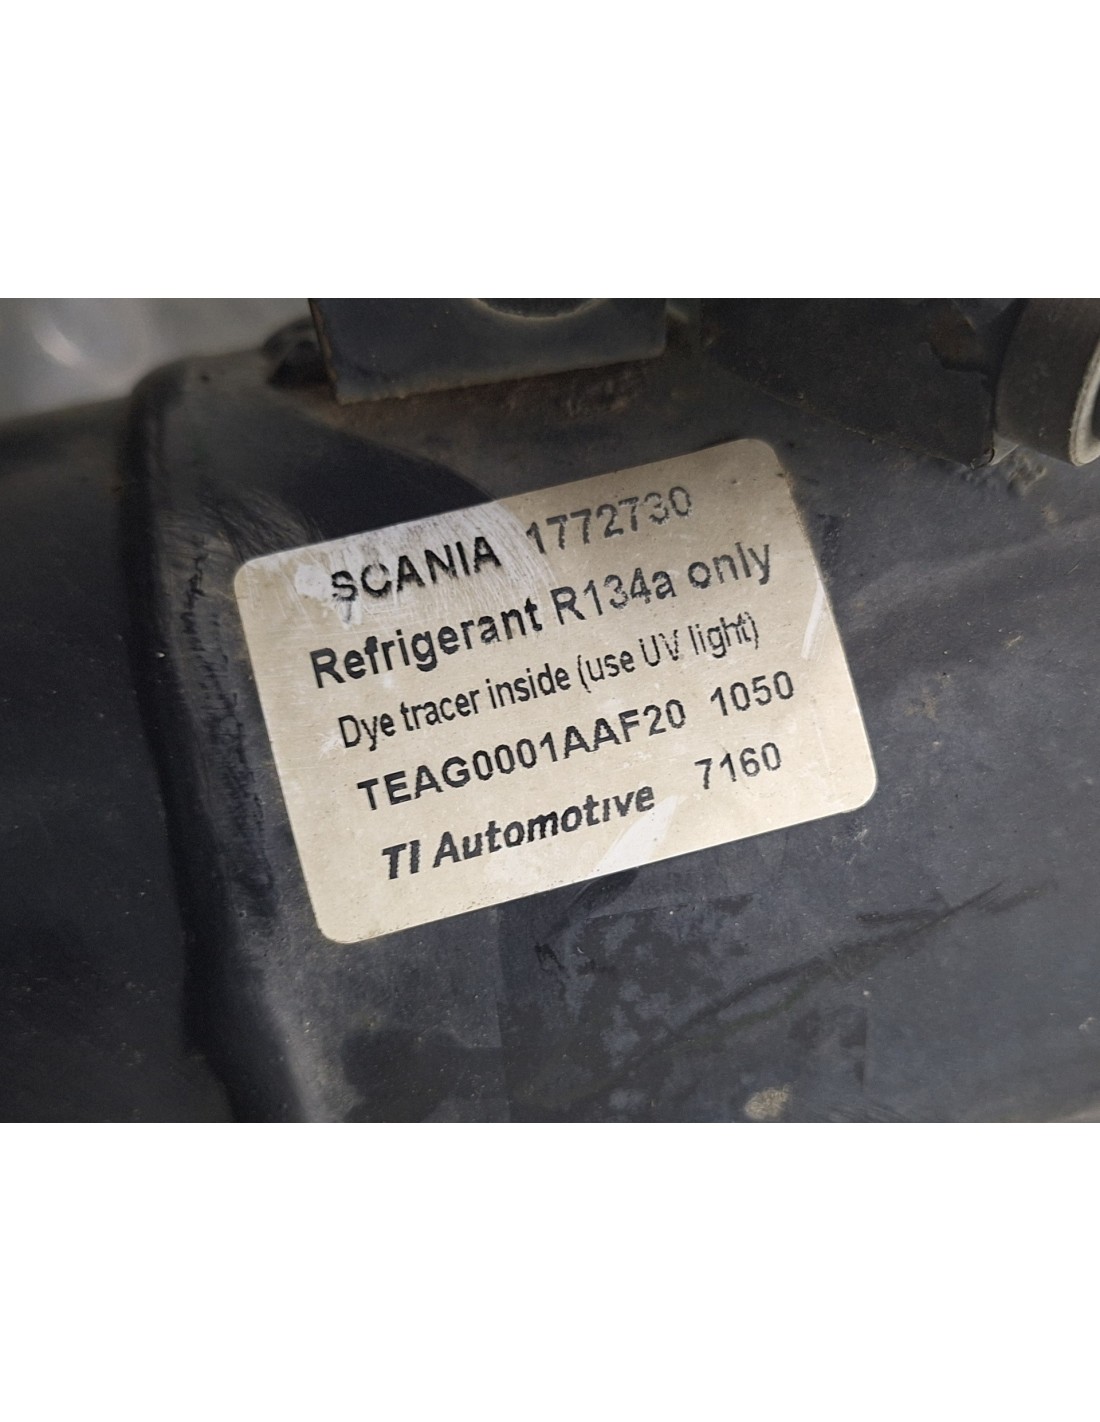 SCANIA 1772730
Refrigerant R134a only
Dye tracer inside (use UV light)
TEAG0001AAF20 1050
TI Automotive 7160